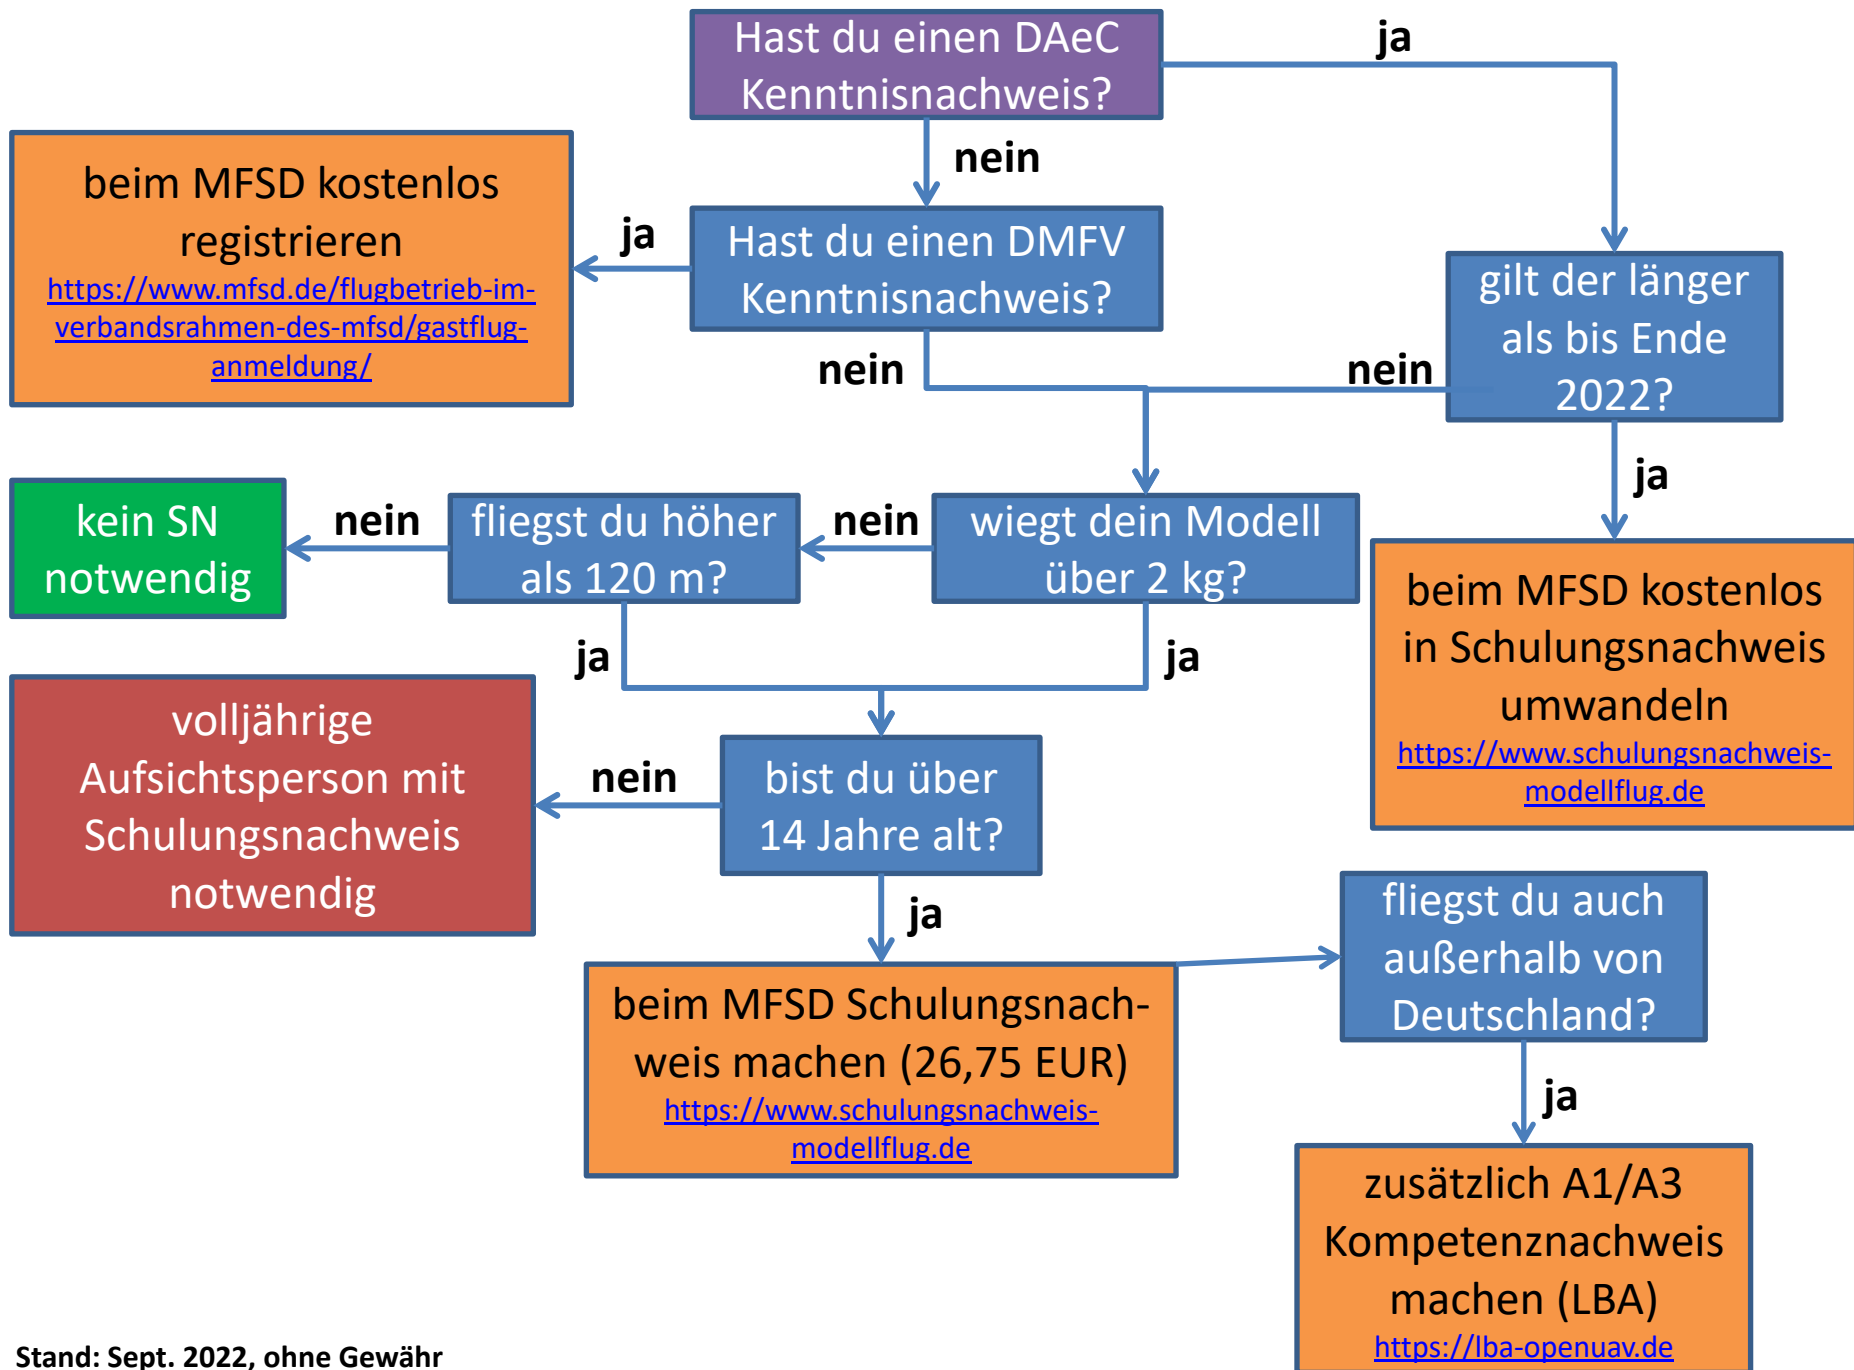 Hast du einen DAeC
Kenntnisnachweis?
ja
nein
beim MFSD kostenlos
registrieren
https://www.mfsd.de/flugbetrieb-im-
verbandsrahmen-des-mfsd/gastflug-
anmeldung/
ja
Hast du einen DMFV
Kenntnisnachweis?
gilt der länger
als bis Ende
2022?
nein
nein
ja
kein SN
notwendig
nein
fliegst du höher
als 120 m?
nein
wiegt dein Modell
über 2 kg?
beim MFSD kostenlos
in Schulungsnachweis
umwandeln
https://www.schulungsnachweis-
modellflug.de
ja
ja
volljährige
Aufsichtsperson mit
Schulungsnachweis
notwendig
nein
bist du über
14 Jahre alt?
ja
fliegst du auch
außerhalb von
Deutschland?
beim MFSD Schulungsnach-
weis machen (26,75 EUR)
https://www.schulungsnachweis-
modellflug.de
ja
zusätzlich A1/A3
Kompetenznachweis
machen (LBA)
https://lba-openuav.de
Stand: Sept. 2022, ohne Gewähr